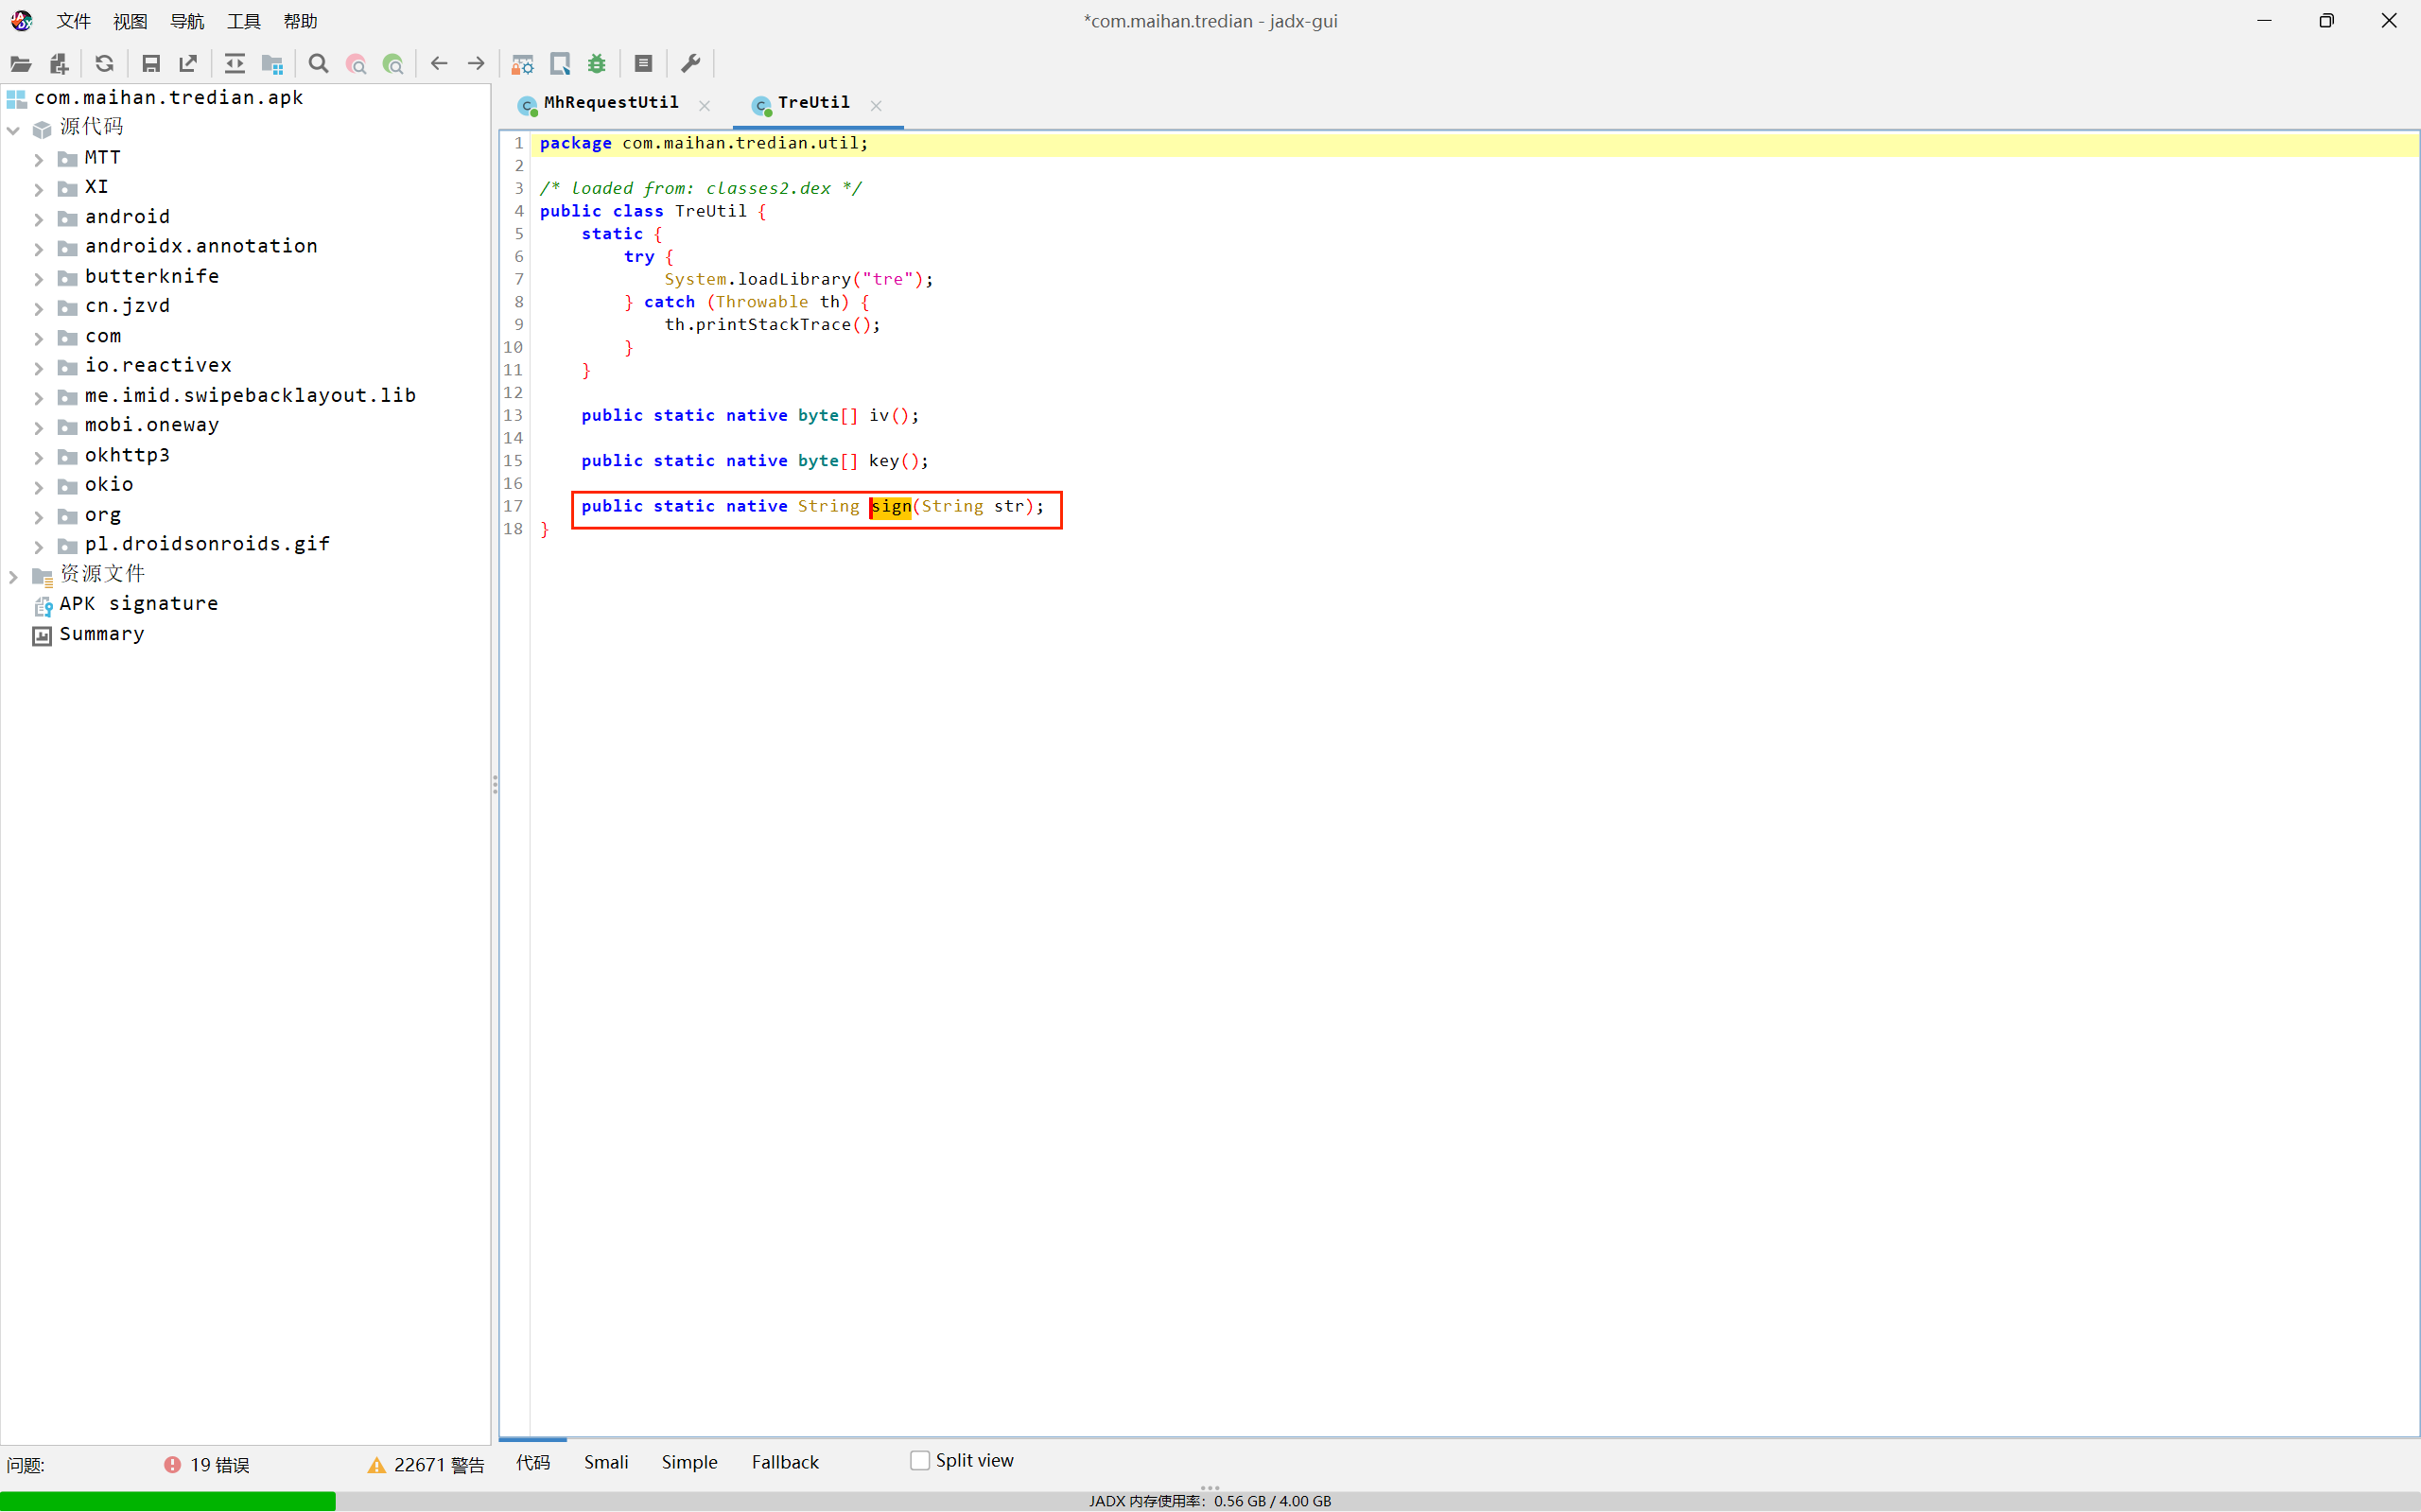 文件 视图 导航 工具 帮助
*com.maihan.tredian - jadx-gui
com.maihan.tredian.apk
源代码
MTT
XI
android
androidx.annotation
butterknife
cn.jzvd
com
io.reactivex
me.imid.swipebacklayout.lib
mobi.oneway
okhttp3
okio
org
pl.droidsonroids.gif
资源文件
APK signature
Summary
MhRequestUtil
TreUtil
1 package com.maihan.tredian.util;
2
3 /* loaded from: classes2.dex */
4 public class TreUtil {
5 static {
6 try {
7 System.loadLibrary("tre");
8 } catch (Throwable th) {
9 th.printStackTrace();
10 }
11 }
12
13 public static native byte[] iv();
14
15 public static native byte[] key();
16
17 public static native String sign(String str);
18 }
问题: 19 错误 22671 警告
代码 Smali Simple Fallback Split view
JADX 内存使用率: 0.56 GB / 4.00 GB